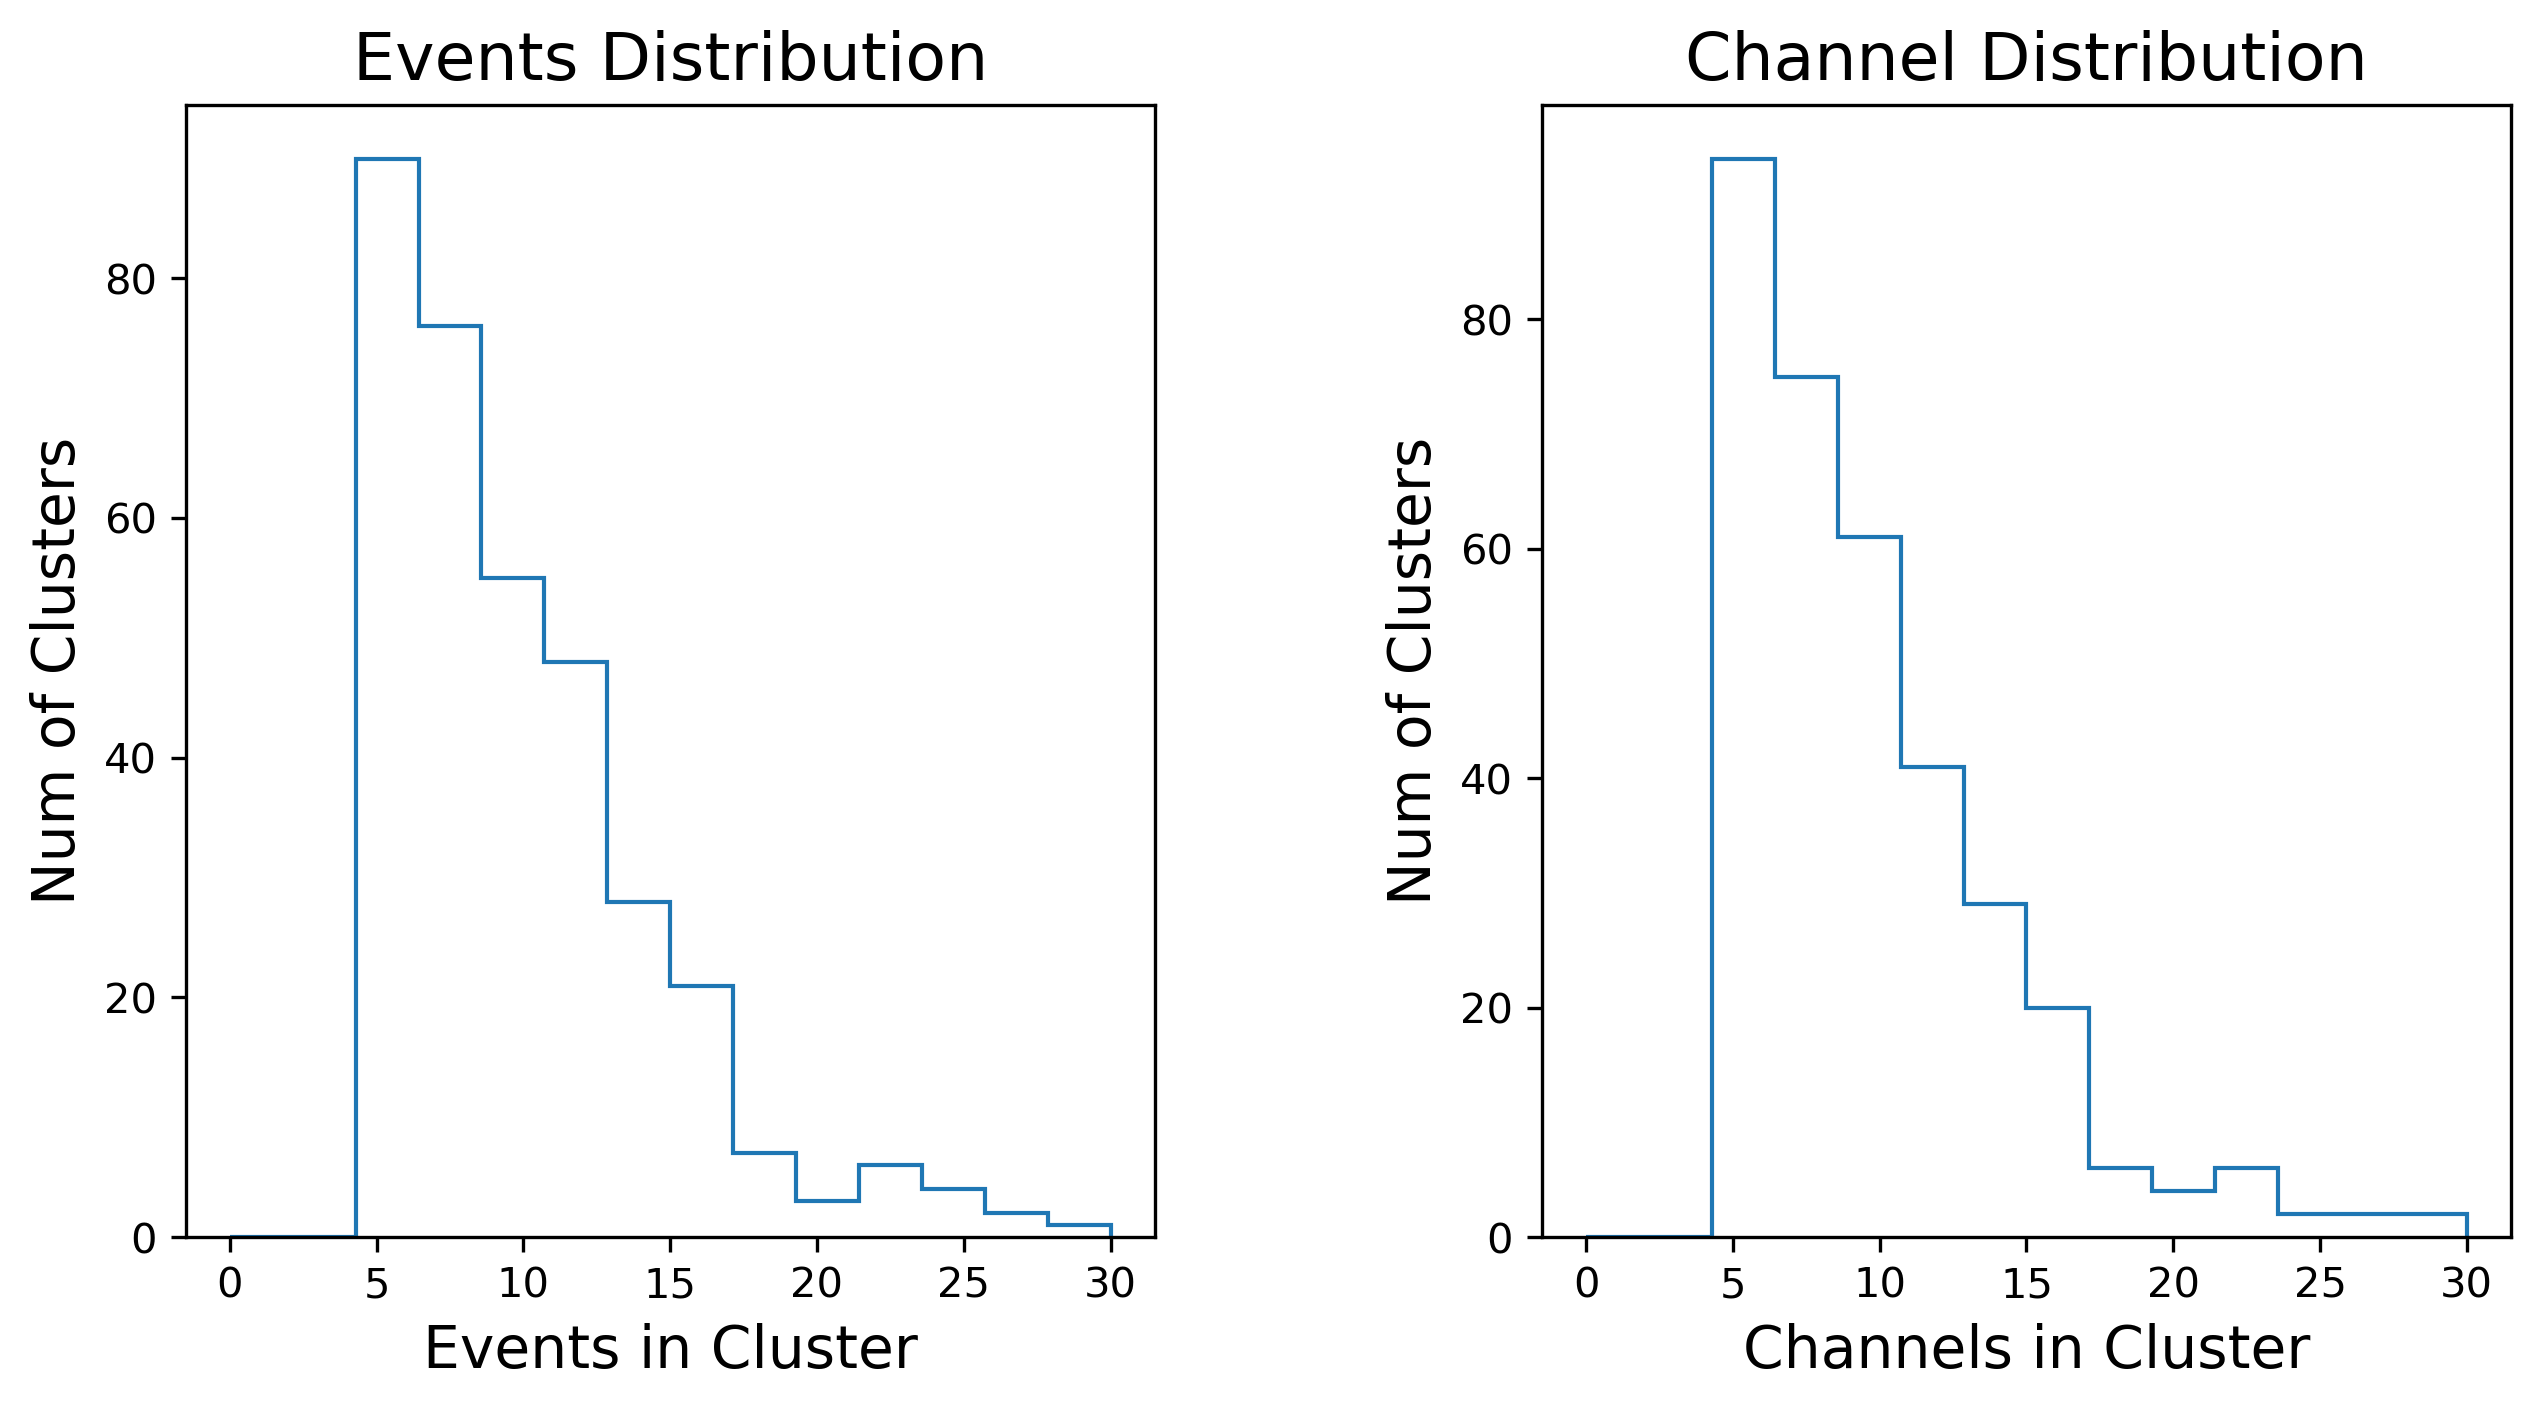 Events Distribution
Num of Clusters
80
60
40
20
0
0 5 10 15 20 25 30
Events in Cluster
Channel Distribution
Num of Clusters
80
60
40
20
0
0 5 10 15 20 25 30
Channels in Cluster